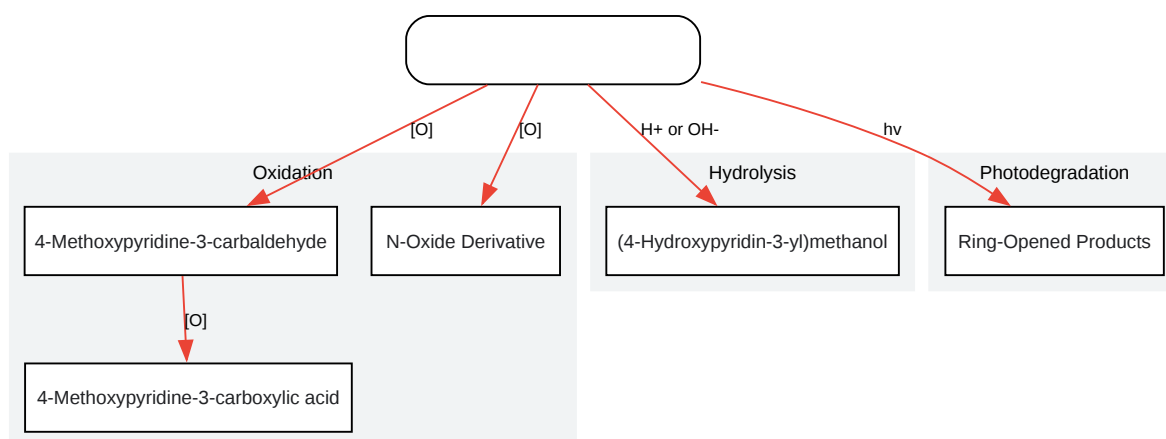 [O]
[O]
H+ or OH-
hv
Oxidation
Hydrolysis
Photodegradation
4-Methoxypyridine-3-carbaldehyde
N-Oxide Derivative
(4-Hydroxypyridin-3-yl)methanol
Ring-Opened Products
[O]
4-Methoxypyridine-3-carboxylic acid